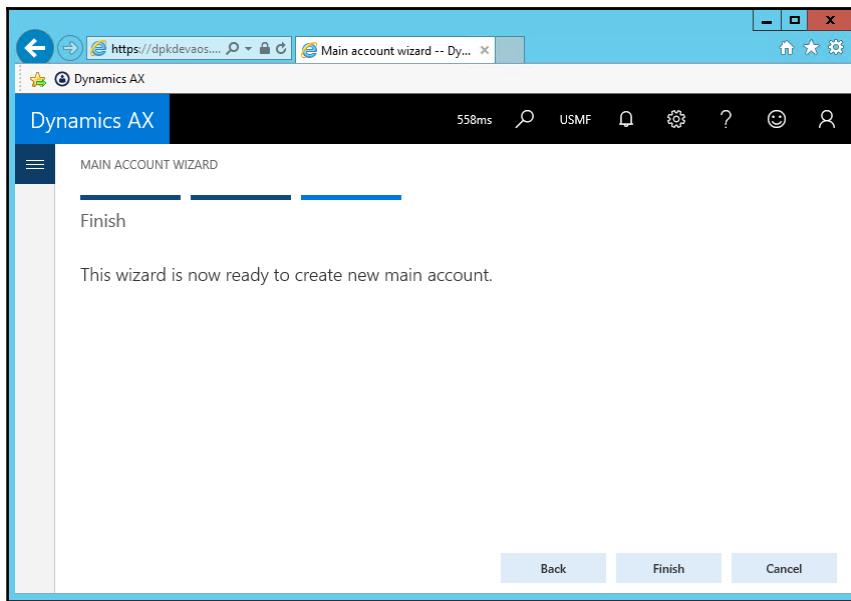 https://dpkdevaos....
Main account wizard -- Dy...
Dynamics AX
Dynamics AX
558ms
USMF
?
MAIN ACCOUNT WIZARD
Finish
This wizard is now ready to create new main account.
Back
Finish
Cancel